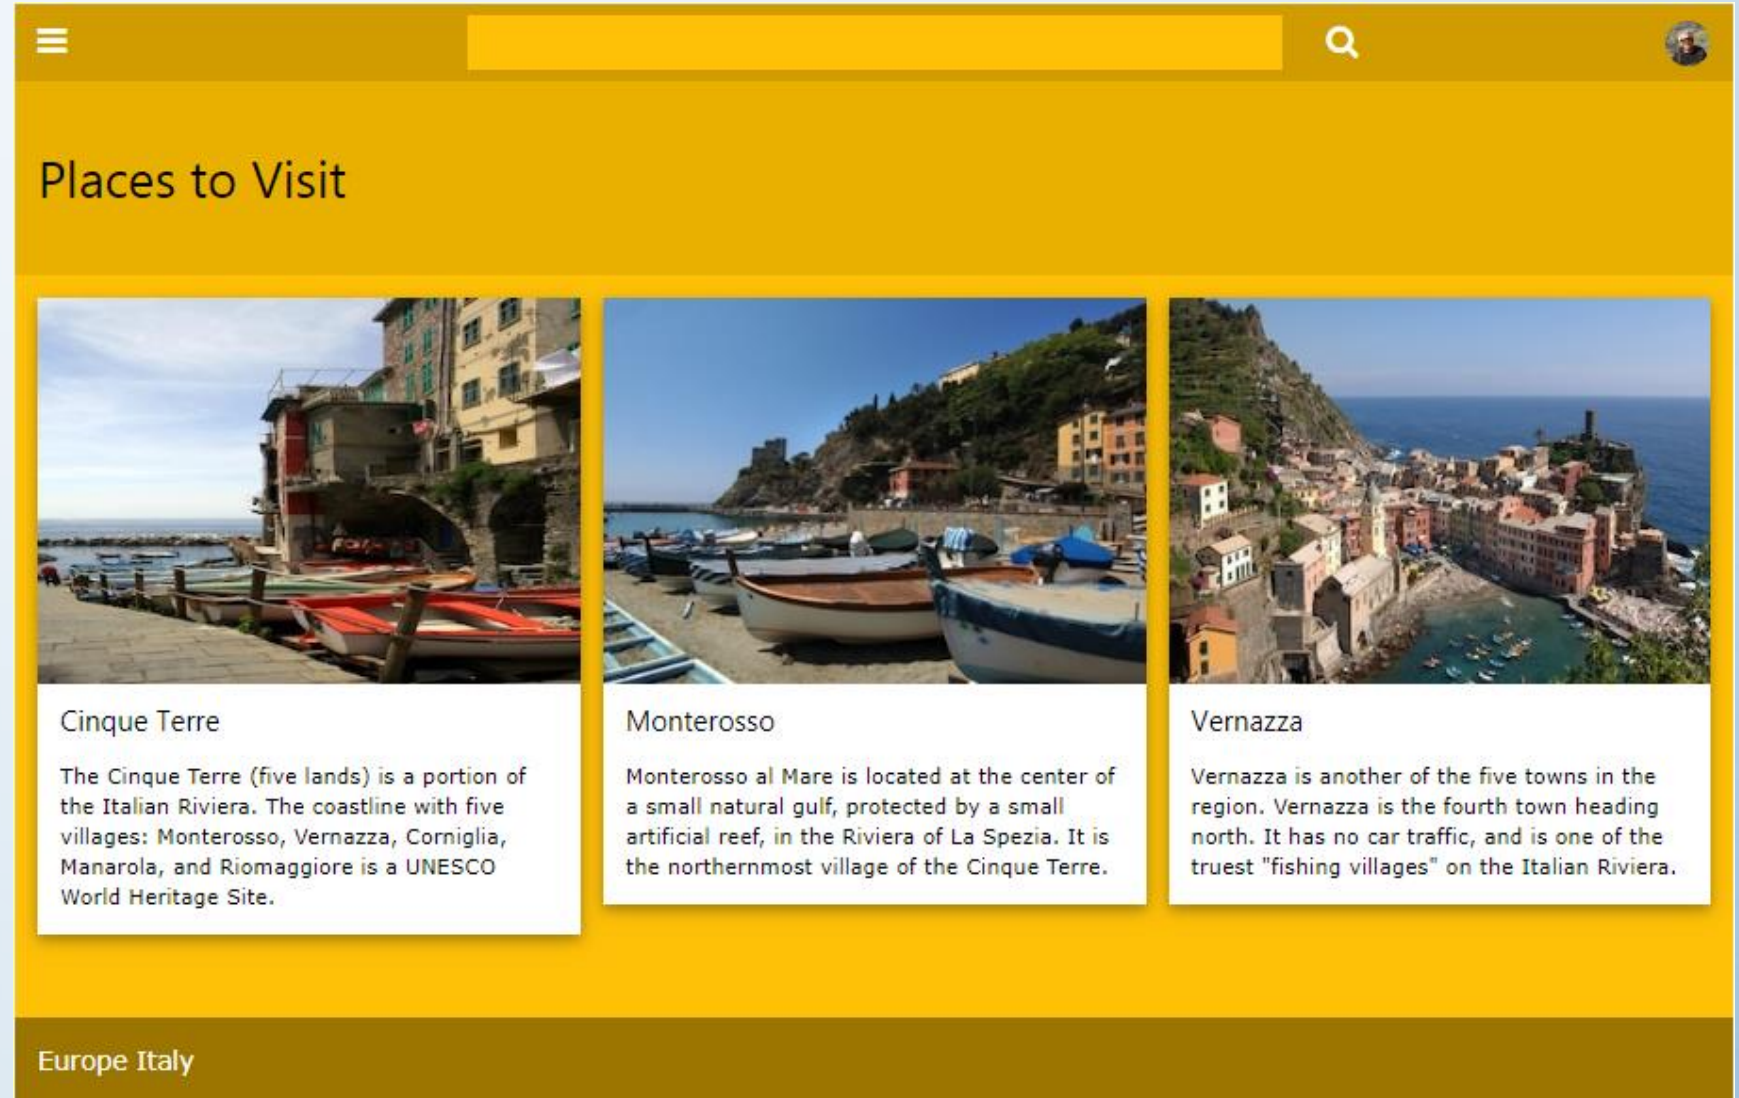 Places to Visit
Cinque Terre
The Cinque Terre (five lands) is a portion of
the Italian Riviera. The coastline with five
villages: Monterosso, Vernazza, Corniglia,
Manarola, and Riomaggiore is a UNESCO
World Heritage Site.
Monterosso
Monterosso al Mare is located at the center of
a small natural gulf, protected by a small
artificial reef, in the Riviera of La Spezia. It is
the northernmost village of the Cinque Terre.
Vernazza
Vernazza is another of the five towns in the
region. Vernazza is the fourth town heading
north. It has no car traffic, and is one of the
truest "fishing villages" on the Italian Riviera.
Europe Italy